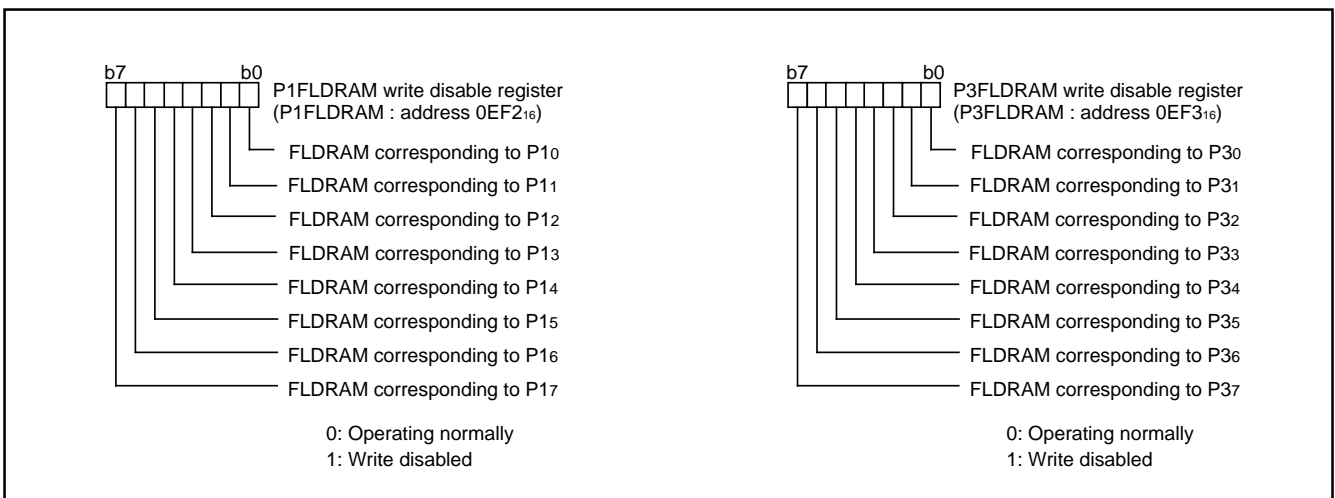 b7 b0
P1FLDRAM write disable register
(P1FLDRAM : address 0EF2₁₆)
FLDRAM corresponding to P1₀
FLDRAM corresponding to P1₁
FLDRAM corresponding to P1₂
FLDRAM corresponding to P1₃
FLDRAM corresponding to P1₄
FLDRAM corresponding to P1₅
FLDRAM corresponding to P1₆
FLDRAM corresponding to P1₇
0: Operating normally
1: Write disabled
b7 b0
P3FLDRAM write disable register
(P3FLDRAM : address 0EF3₁₆)
FLDRAM corresponding to P3₀
FLDRAM corresponding to P3₁
FLDRAM corresponding to P3₂
FLDRAM corresponding to P3₃
FLDRAM corresponding to P3₄
FLDRAM corresponding to P3₅
FLDRAM corresponding to P3₆
FLDRAM corresponding to P3₇
0: Operating normally
1: Write disabled